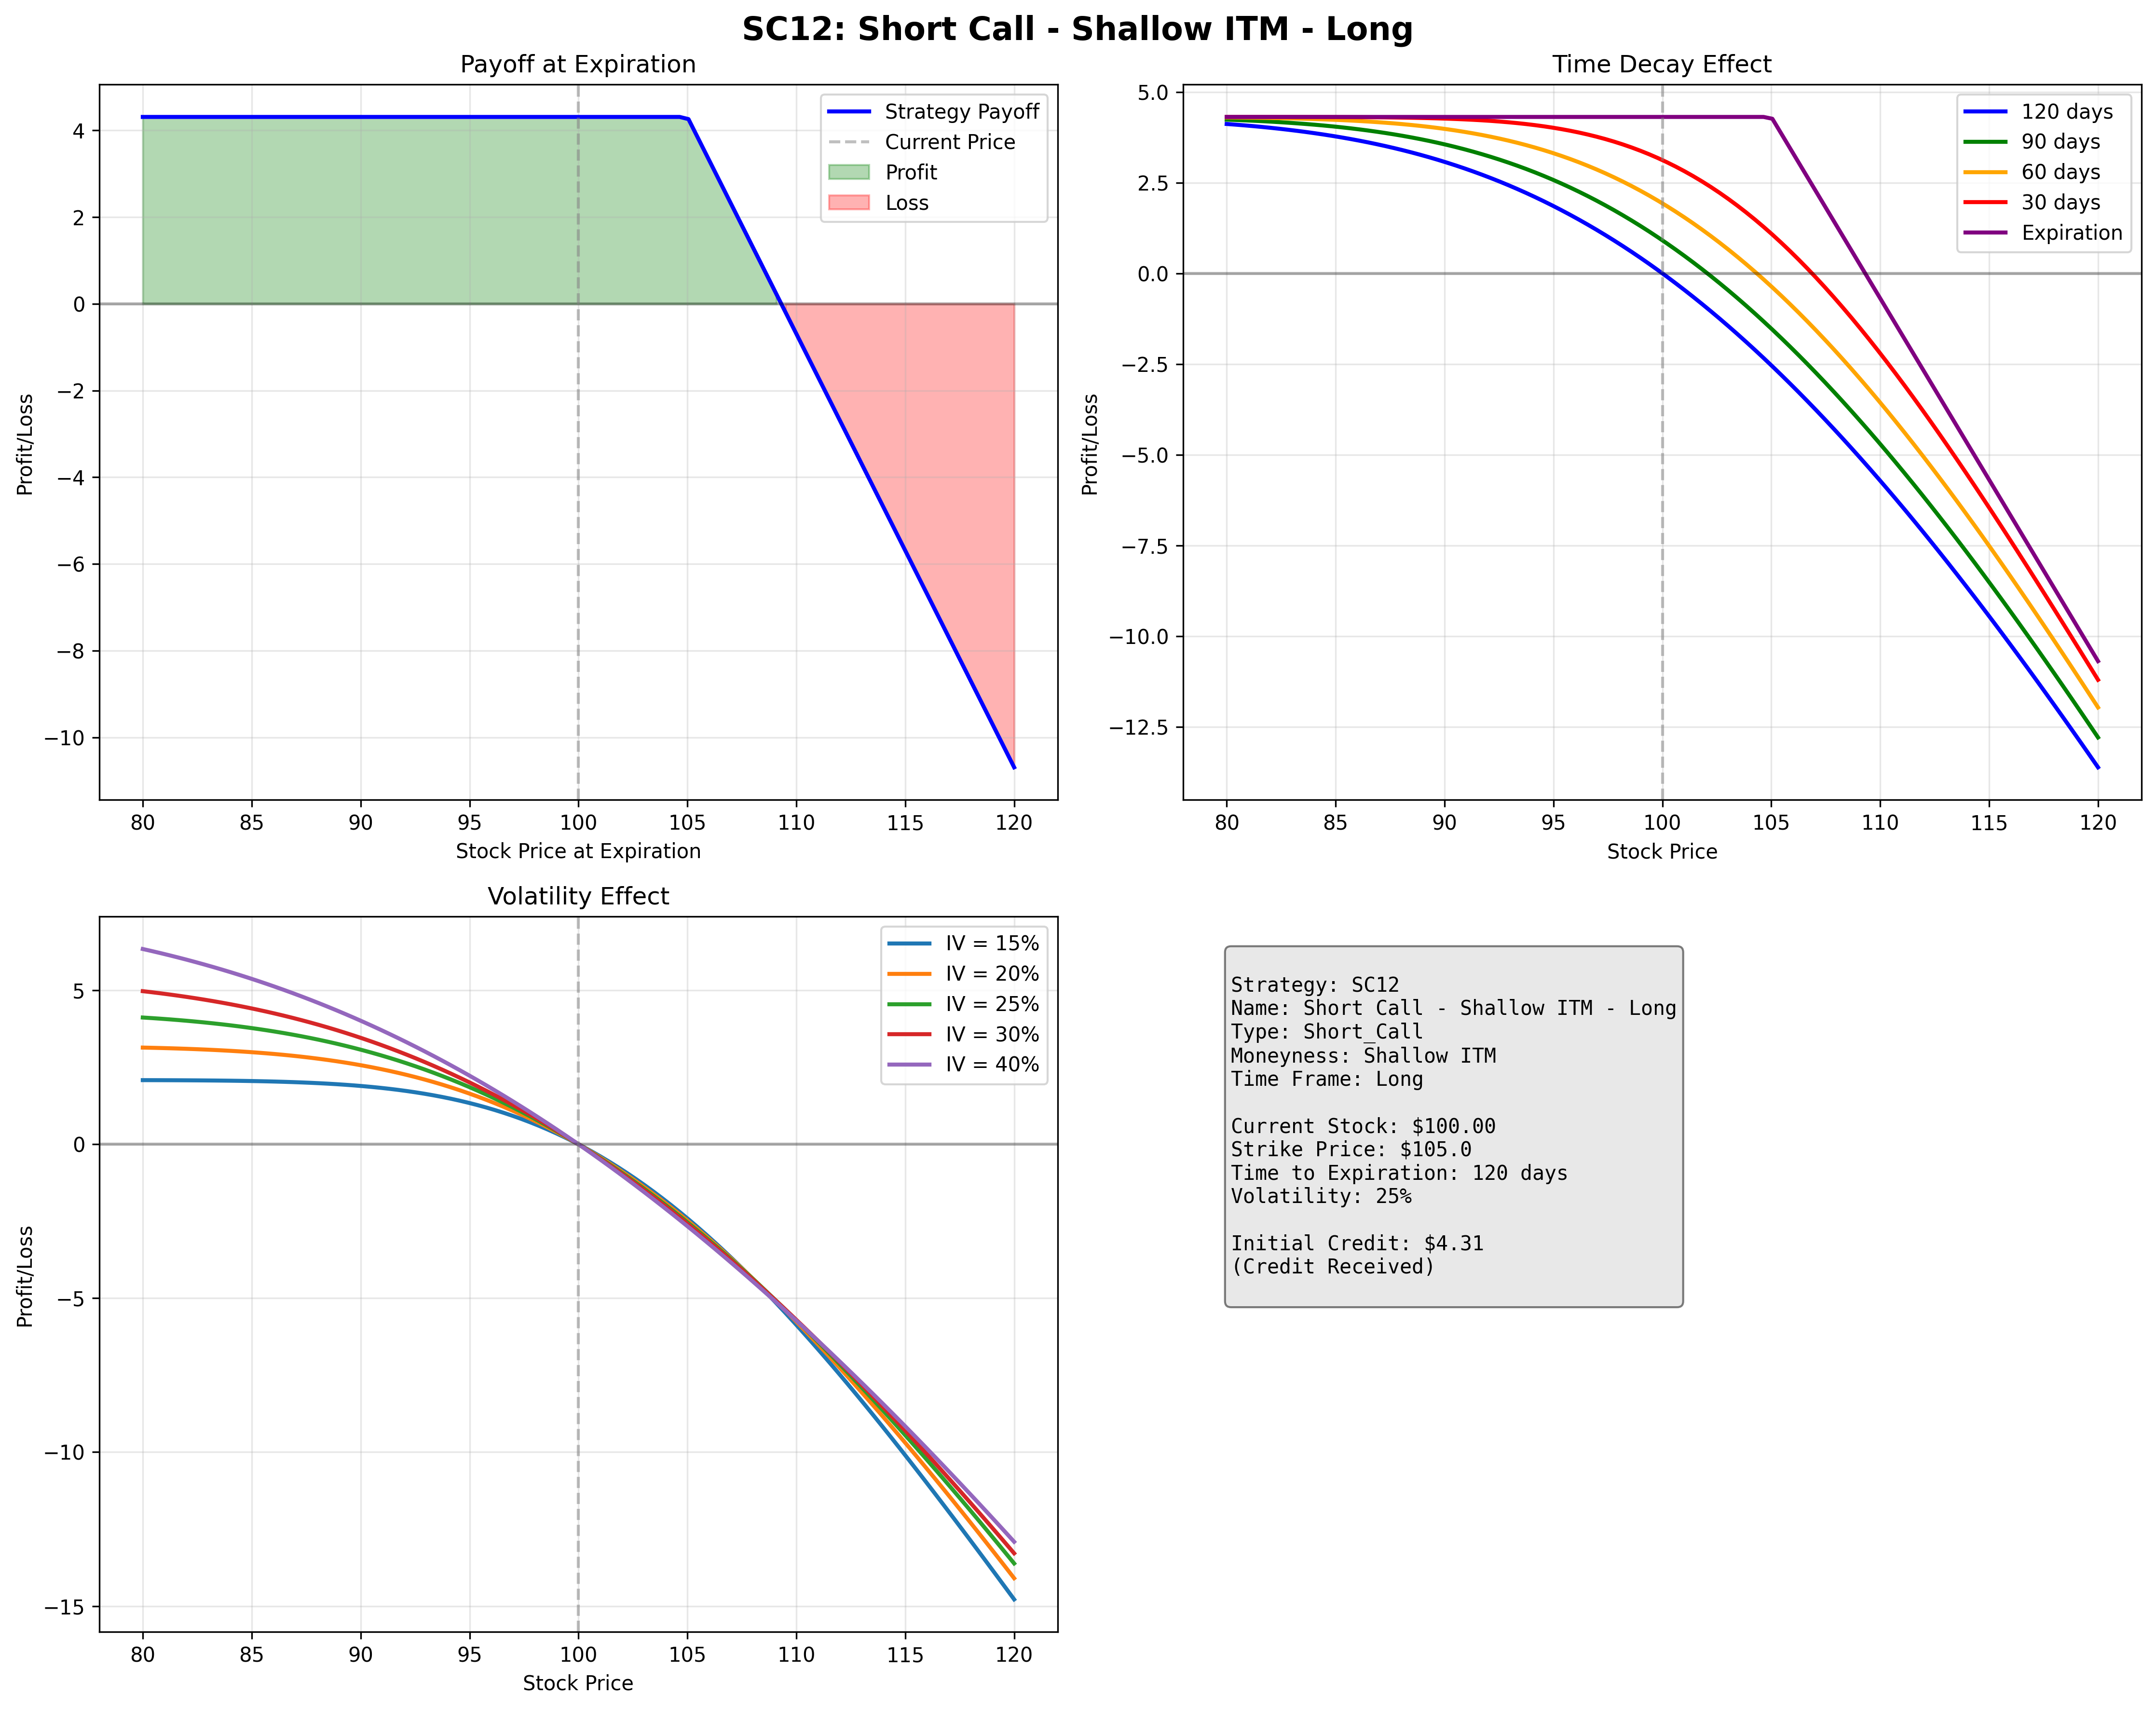 SC12: Short Call - Shallow ITM - Long
Payoff at Expiration
Strategy Payoff
Current Price
Profit
Loss
4
2
0
−2
−4
−6
−8
−10
Profit/Loss
80 85 90 95 100 105 110 115 120
Stock Price at Expiration
Time Decay Effect
120 days
90 days
60 days
30 days
Expiration
5.0
2.5
0.0
−2.5
−5.0
−7.5
−10.0
−12.5
Profit/Loss
80 85 90 95 100 105 110 115 120
Stock Price
Volatility Effect
IV = 15%
IV = 20%
IV = 25%
IV = 30%
IV = 40%
5
0
−5
−10
−15
Profit/Loss
80 85 90 95 100 105 110 115 120
Stock Price
Strategy: SC12
Name: Short Call - Shallow ITM - Long
Type: Short_Call
Moneyness: Shallow ITM
Time Frame: Long
Current Stock: $100.00
Strike Price: $105.0
Time to Expiration: 120 days
Volatility: 25%
Initial Credit: $4.31
(Credit Received)